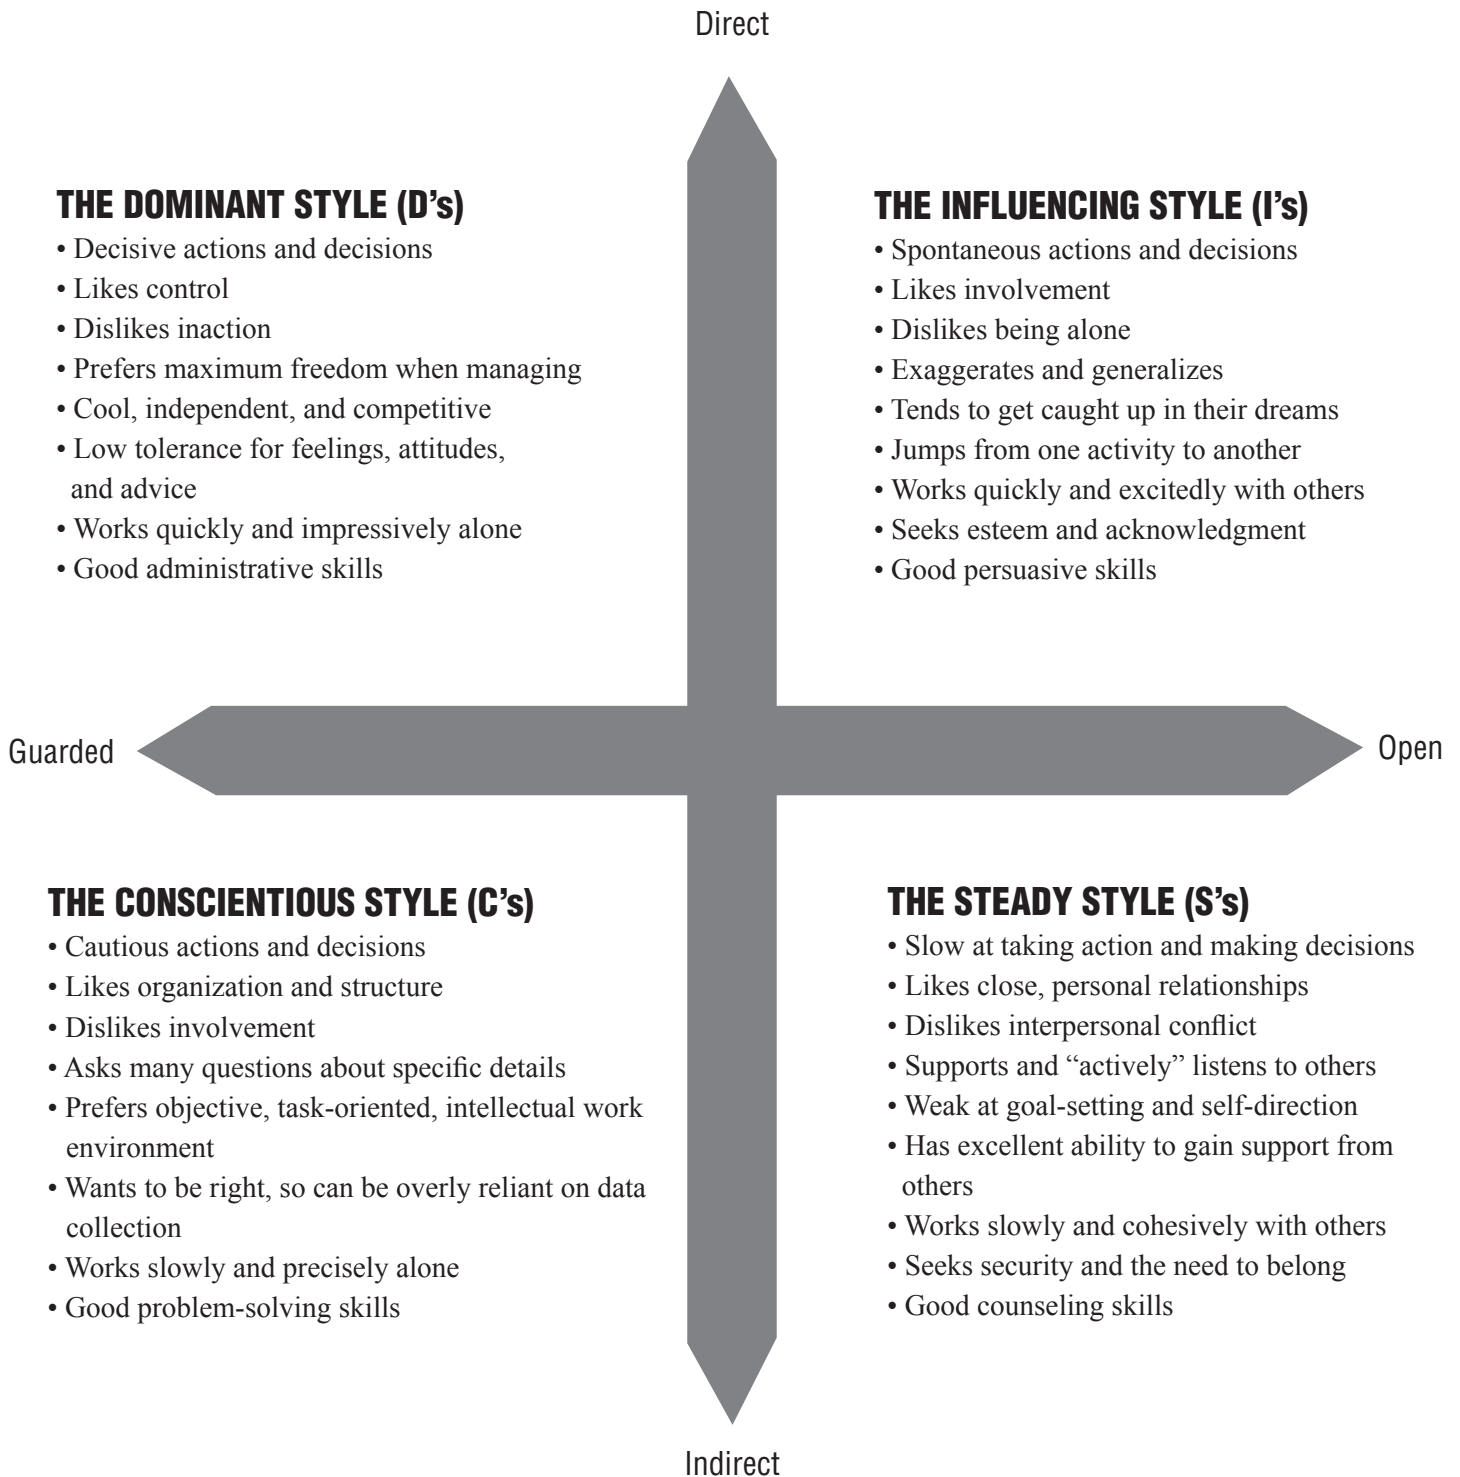 Direct
THE DOMINANT STYLE (D’s)
• Decisive actions and decisions
• Likes control
• Dislikes inaction
• Prefers maximum freedom when managing
• Cool, independent, and competitive
• Low tolerance for feelings, attitudes,
and advice
• Works quickly and impressively alone
• Good administrative skills
THE INFLUENCING STYLE (I’s)
• Spontaneous actions and decisions
• Likes involvement
• Dislikes being alone
• Exaggerates and generalizes
• Tends to get caught up in their dreams
• Jumps from one activity to another
• Works quickly and excitedly with others
• Seeks esteem and acknowledgment
• Good persuasive skills
Guarded
Open
THE CONSCIENTIOUS STYLE (C’s)
• Cautious actions and decisions
• Likes organization and structure
• Dislikes involvement
• Asks many questions about specific details
• Prefers objective, task-oriented, intellectual work
environment
• Wants to be right, so can be overly reliant on data
collection
• Works slowly and precisely alone
• Good problem-solving skills
THE STEADY STYLE (S’s)
• Slow at taking action and making decisions
• Likes close, personal relationships
• Dislikes interpersonal conflict
• Supports and “actively” listens to others
• Weak at goal-setting and self-direction
• Has excellent ability to gain support from
others
• Works slowly and cohesively with others
• Seeks security and the need to belong
• Good counseling skills
Indirect